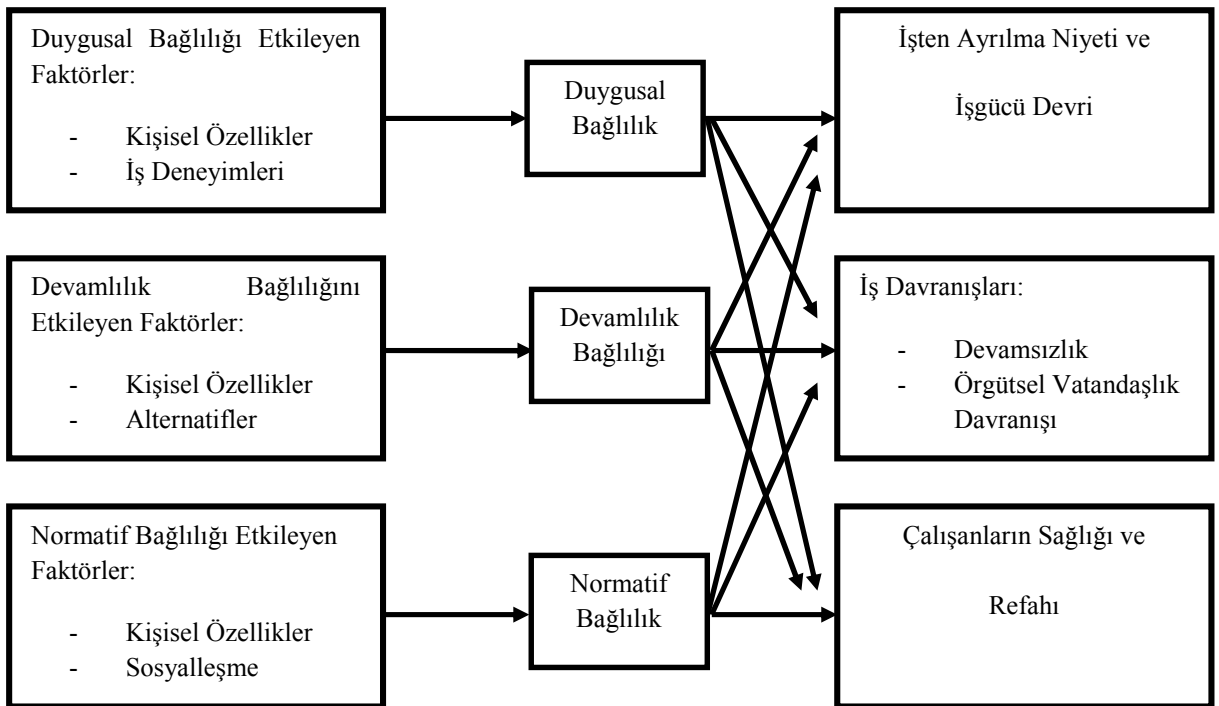 Duygusal Bağlılığı Etkileyen
Faktörler:
- Kişisel Özellikler
- İş Deneyimleri
Duygusal
Bağlılık
İşten Ayrılma Niyeti ve
İşgücü Devri
Devamlılık Bağlılığını
Etkileyen Faktörler:
- Kişisel Özellikler
- Alternatifler
Devamlılık
Bağlılığı
İş Davranışları:
- Devamsızlık
- Örgütsel Vatandaşlık
Davranışı
Normatif Bağlılığı Etkileyen
Faktörler:
- Kişisel Özellikler
- Sosyalleşme
Normatif
Bağlılık
Çalışanların Sağlığı ve
Refahı